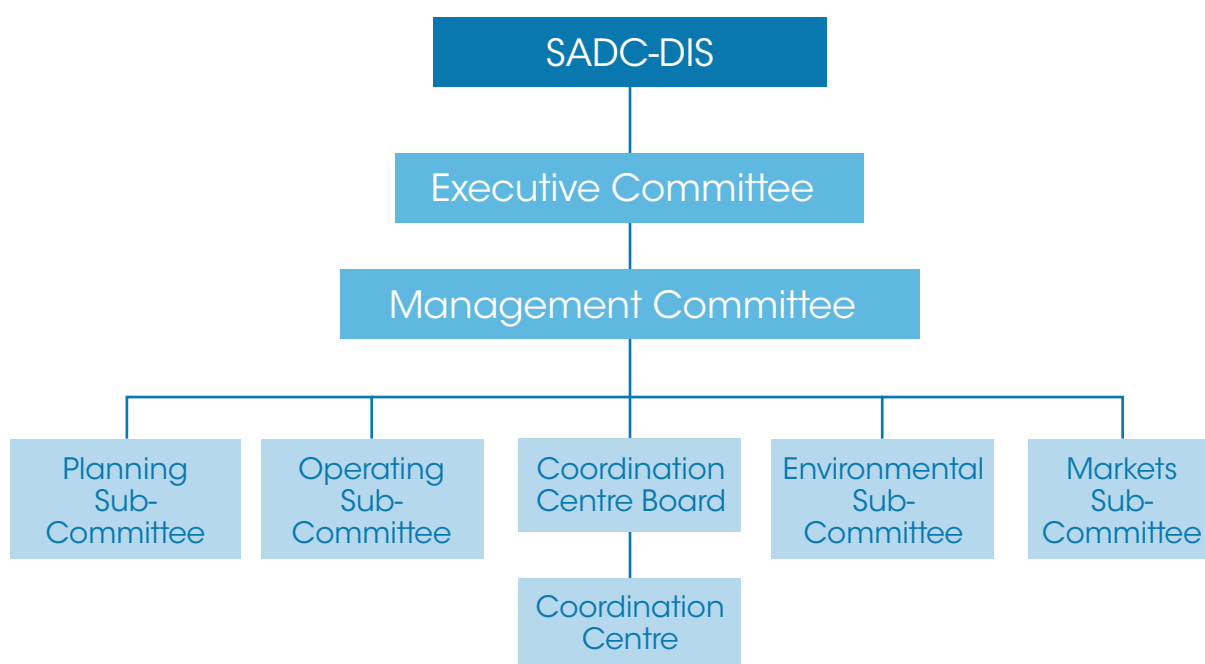 SADC-DIS
Executive Committee
Management Committee
Planning
Sub-
Committee
Operating
Sub-
Committee
Coordination
Centre Board
Environmental
Sub-
Committee
Markets
Sub-
Committee
Coordination
Centre